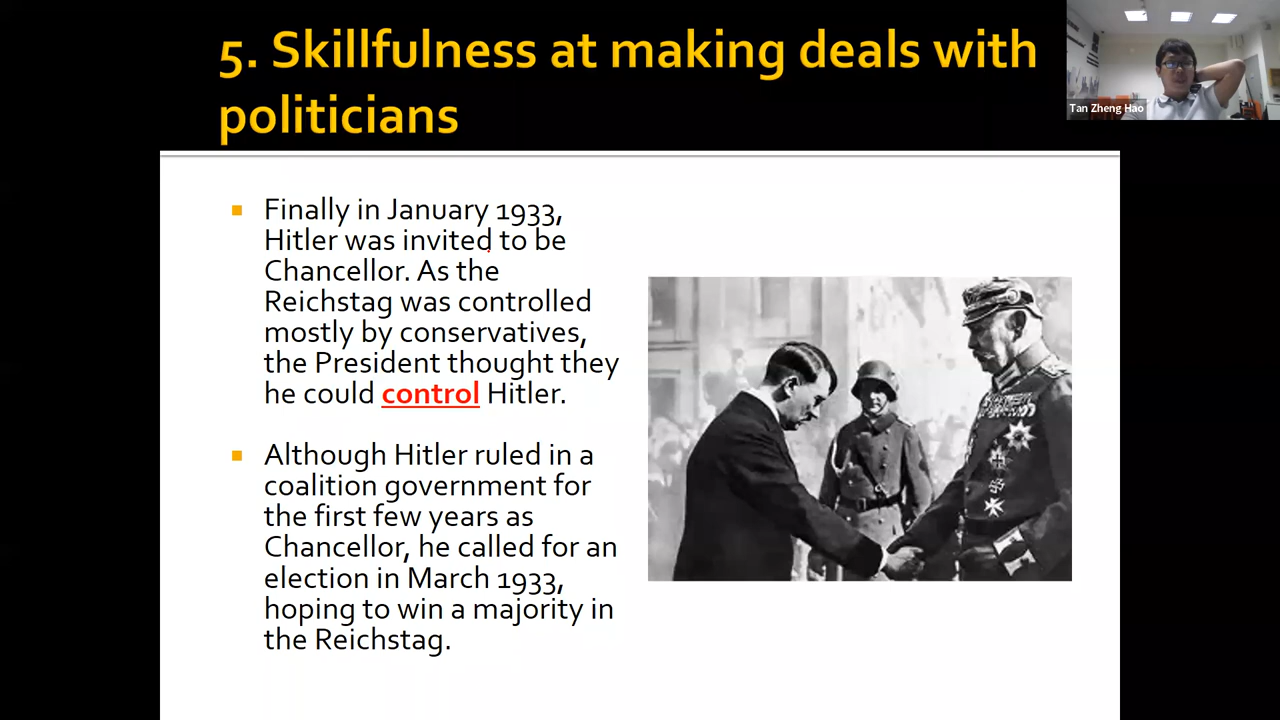 5. Skillfulness at making deals with
politicians
Tan Zheng Hao
Finally in January 1933,
Hitler was invited to be
Chancellor. As the
Reichstag was controlled
mostly by conservatives,
the President thought they
he could control Hitler.
Although Hitler ruled in a
coalition government for
the first few years as
Chancellor, he called for an
election in March 1933,
hoping to win a majority in
the Reichstag.